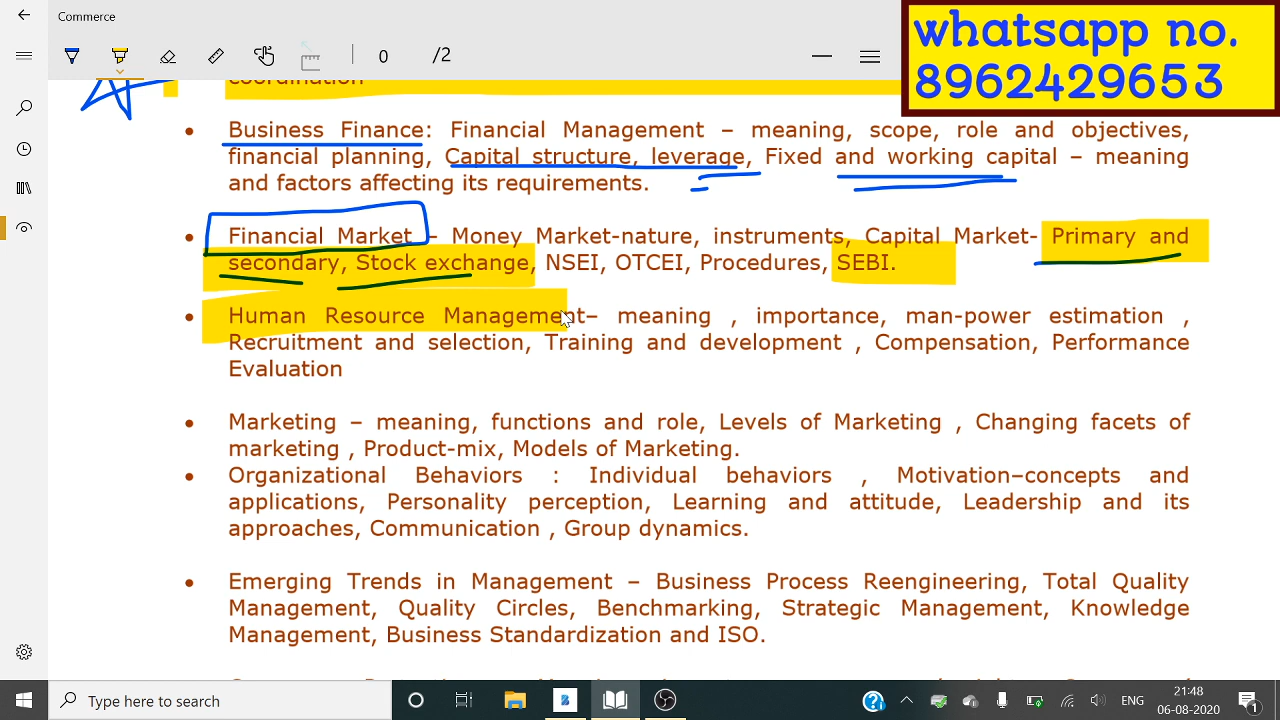 Commerce
whatsapp no.
8962429653
0 /2
coordination
• Business Finance: Financial Management – meaning, scope, role and objectives,
financial planning, Capital structure, leverage, Fixed and working capital – meaning
and factors affecting its requirements.
• Financial Market – Money Market-nature, instruments, Capital Market- Primary and
secondary, Stock exchange, NSEI, OTCEI, Procedures, SEBI.
• Human Resource Management– meaning , importance, man-power estimation ,
Recruitment and selection, Training and development , Compensation, Performance
Evaluation
• Marketing – meaning, functions and role, Levels of Marketing , Changing facets of
marketing , Product-mix, Models of Marketing.
• Organizational Behaviors : Individual behaviors , Motivation–concepts and
applications, Personality perception, Learning and attitude, Leadership and its
approaches, Communication , Group dynamics.
• Emerging Trends in Management – Business Process Reengineering, Total Quality
Management, Quality Circles, Benchmarking, Strategic Management, Knowledge
Management, Business Standardization and ISO.
Type here to search
ENG
21:48
06-08-2020
1